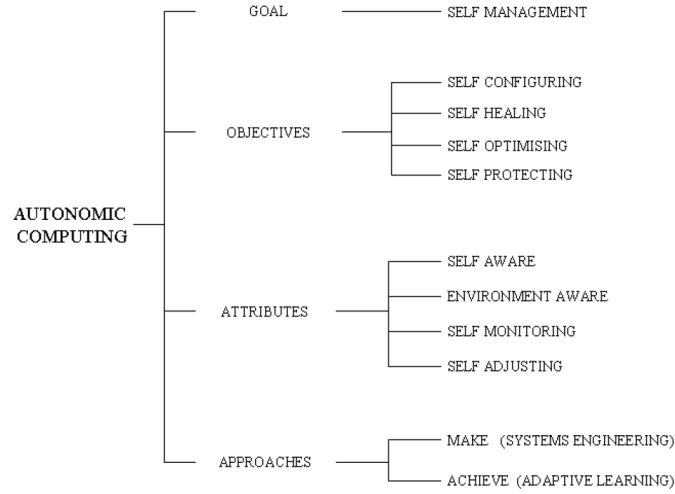 GOAL
SELF MANAGEMENT
OBJECTIVES
SELF CONFIGURING
SELF HEALING
SELF OPTIMISING
SELF PROTECTING
AUTONOMIC
COMPUTING
ATTRIBUTES
SELF AWARE
ENVIRONMENT AWARE
SELF MONITORING
SELF ADJUSTING
APPROACHES
MAKE (SYSTEMS ENGINEERING)
ACHIEVE (ADAPTIVE LEARNING)